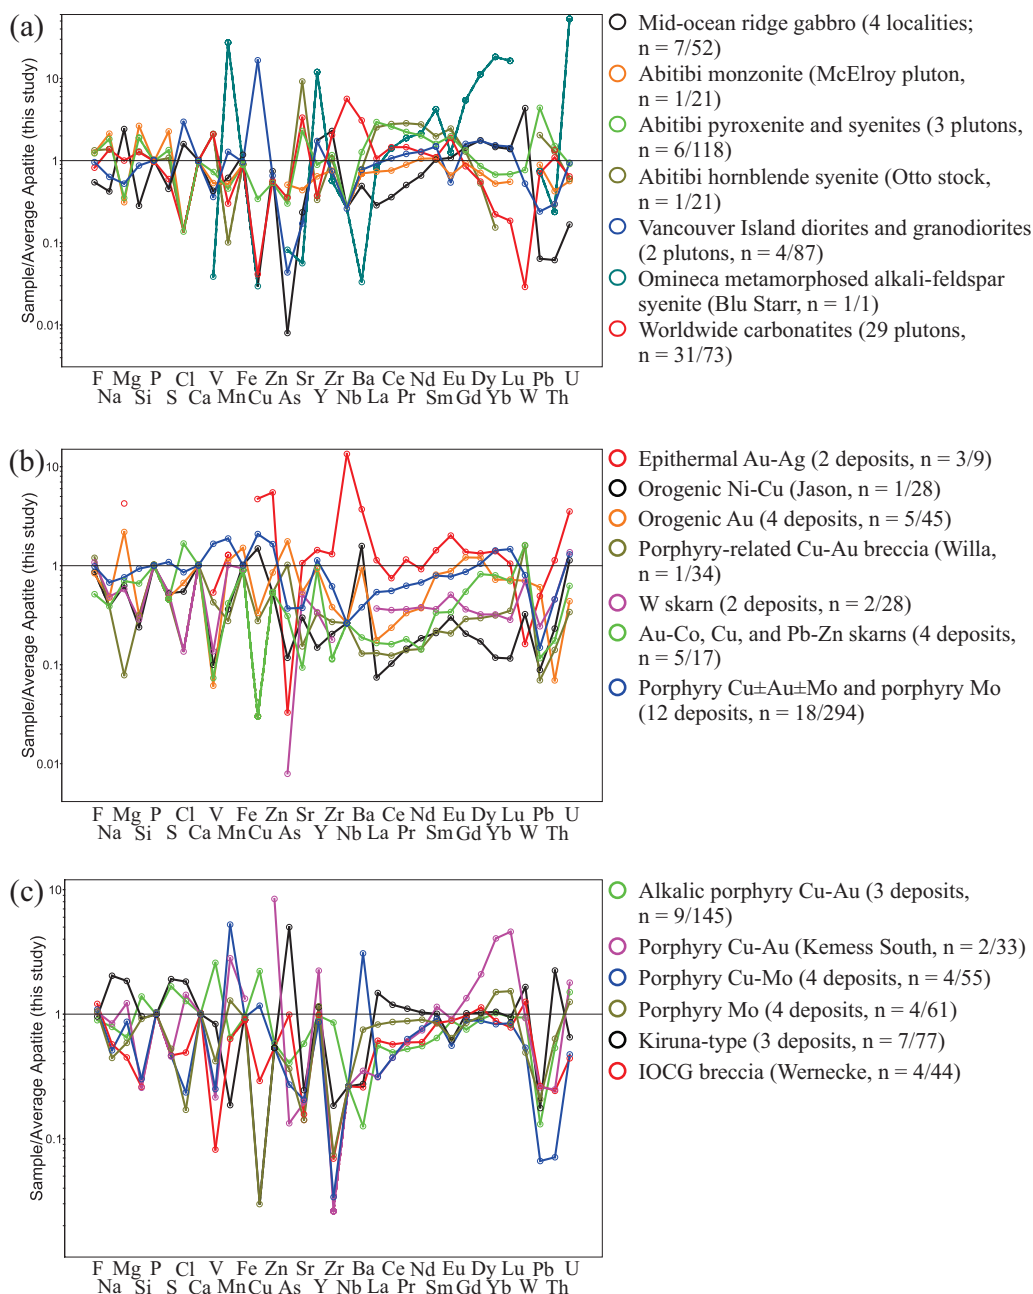 (a)
Sample/Average Apatite (this study)
10
1
0.1
0.01
F Mg P Cl V Fe Zn Sr Zr Ba Ce Nd Eu Dy Lu Pb U
Na Si S Ca Mn Cu As Y Nb La Pr Sm Gd Yb W Th
Mid-ocean ridge gabbro (4 localities;
n = 7/52)
Abitibi monzonite (McElroy pluton,
n = 1/21)
Abitibi pyroxenite and syenites (3 plutons,
n = 6/118)
Abitibi hornblende syenite (Otto stock,
n = 1/21)
Vancouver Island diorites and granodiorites
(2 plutons, n = 4/87)
Omineca metamorphosed alkali-feldspar
syenite (Blu Starr, n = 1/1)
Worldwide carbonatites (29 plutons,
n = 31/73)
(b)
Sample/Average Apatite (this study)
10
1
0.1
0.01
F Mg P Cl V Fe Zn Sr Zr Ba Ce Nd Eu Dy Lu Pb U
Na Si S Ca Mn Cu As Y Nb La Pr Sm Gd Yb W Th
Epithermal Au-Ag (2 deposits, n = 3/9)
Orogenic Ni-Cu (Jason, n = 1/28)
Orogenic Au (4 deposits, n = 5/45)
Porphyry-related Cu-Au breccia (Willa,
n = 1/34)
W skarn (2 deposits, n = 2/28)
Au-Co, Cu, and Pb-Zn skarns (4 deposits,
n = 5/17)
Porphyry Cu±Au±Mo and porphyry Mo
(12 deposits, n = 18/294)
(c)
Sample/Average Apatite (this study)
10
1
0.1
F Mg P Cl V Fe Zn Sr Zr Ba Ce Nd Eu Dy Lu Pb U
Na Si S Ca Mn Cu As Y Nb La Pr Sm Gd Yb W Th
Alkalic porphyry Cu-Au (3 deposits,
n = 9/145)
Porphyry Cu-Au (Kemess South, n = 2/33)
Porphyry Cu-Mo (4 deposits, n = 4/55)
Porphyry Mo (4 deposits, n = 4/61)
Kiruna-type (3 deposits, n = 7/77)
IOCG breccia (Wernecke, n = 4/44)